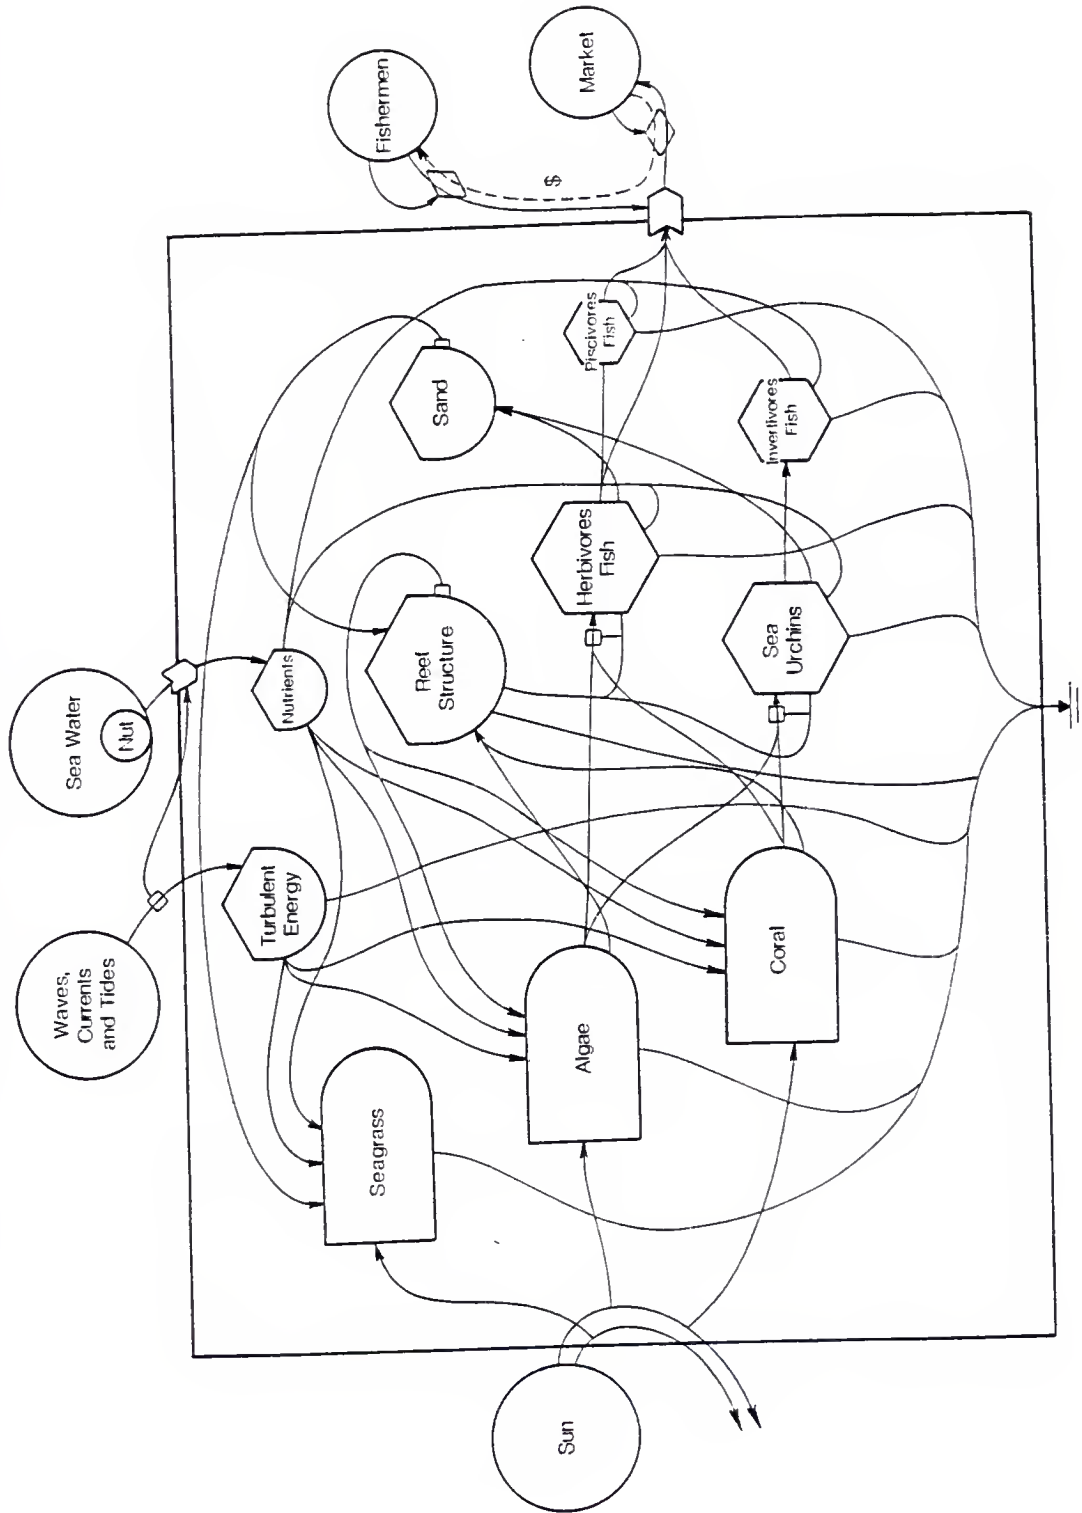 Sun
Waves,
Currents
and Tides
Sea Water
Nut
Fishermen
Market
$
Seagrass
Turbulent
Energy
Nutrients
Reef
Structure
Sand
Algae
Herbivores
Fish
Piscivores
Fish
Coral
Sea
Urchins
Invertivores
Fish